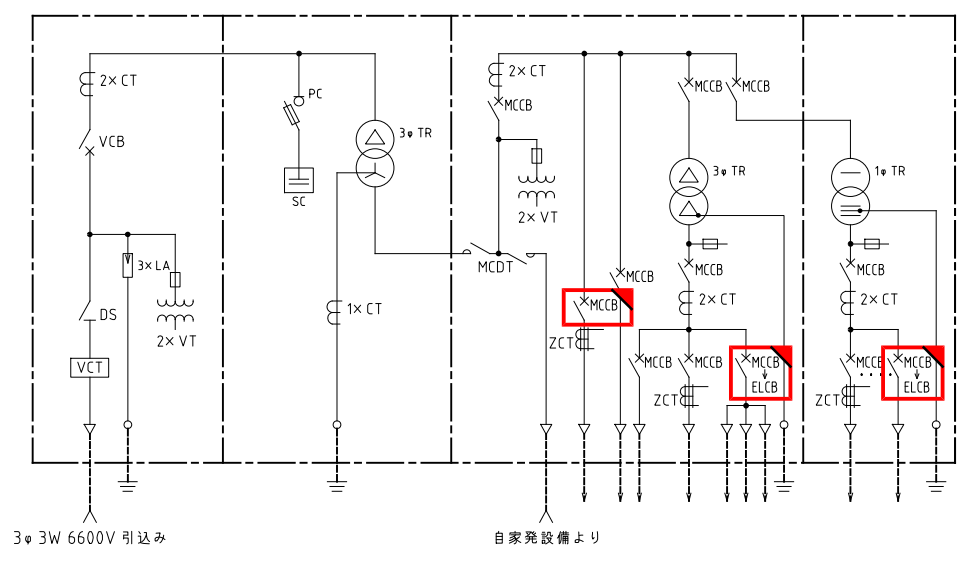 2×CT
VCB
3×LA
2×VT
DS
VCT
3φ 3W 6600V 引込み
PC
SC
3φ TR
1×CT
2×CT
MCCB
2×VT
MCDT
MCCB
ZCT
MCCB
MCCB
MCCB
3φ TR
MCCB
2×CT
MCCB
MCCB
ZCT
MCCB
ELCB
自家発設備より
1φ TR
MCCB
2×CT
MCCB
ZCT
MCCB
ELCB